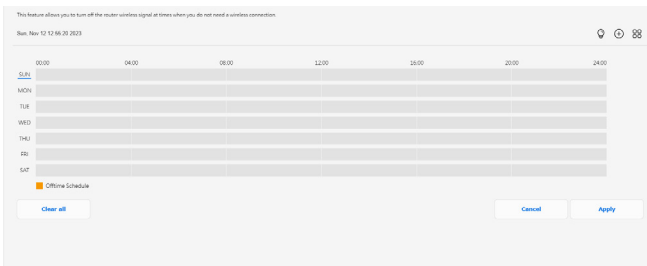 This feature allows you to turn off the router wireless signal at times when you do not need a wireless connection
Sun, Nov 12 12:56 20 2023
00:00 04:00 08:00 12:00 16:00 20:00 24:00
SUN
MON
TUE
WED
THU
FRI
SAT
Offtime Schedule
Clear all Cancel Apply